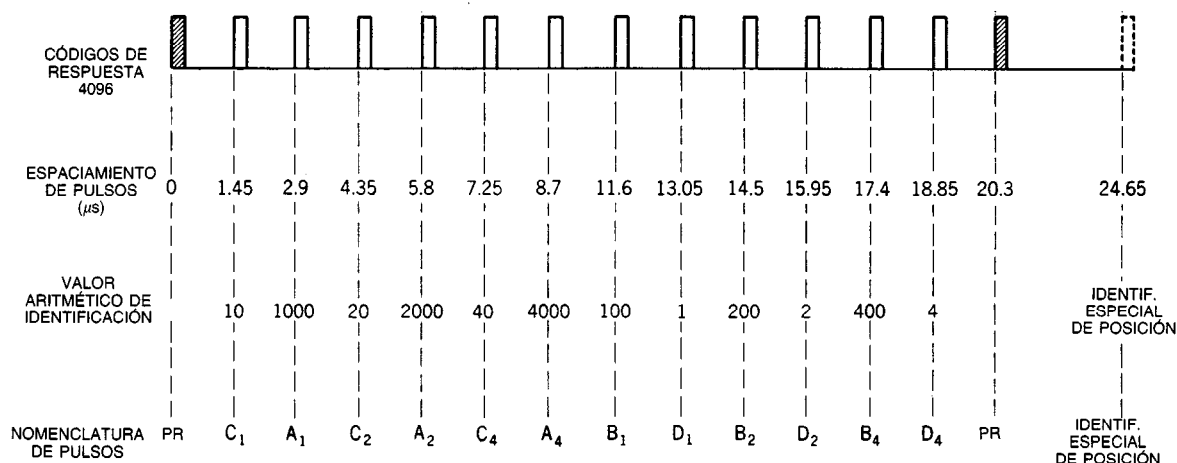 CÓDIGOS DE
RESPUESTA
4096
ESPACIAMIENTO
DE PULSOS
(μs)
0 1.45 2.9 4.35 5.8 7.25 8.7 11.6 13.05 14.5 15.95 17.4 18.85 20.3 24.65
VALOR
ARITMÉTICO DE
IDENTIFICACIÓN
10 1000 20 2000 40 4000 100 1 200 2 400 4
IDENTIF.
ESPECIAL
DE POSICIÓN
NOMENCLATURA
DE PULSOS
PR C₁ A₁ C₂ A₂ C₄ A₄ B₁ D₁ B₂ D₂ B₄ D₄ PR
IDENTIF.
ESPECIAL
DE POSICIÓN